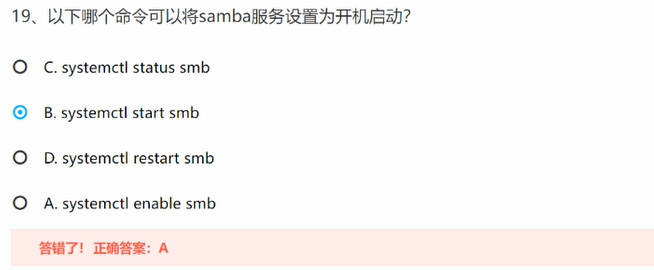 19、以下哪个命令可以将samba服务设置为开机启动？
C. systemctl status smb
B. systemctl start smb
D. systemctl restart smb
A. systemctl enable smb
答错了！正确答案：A